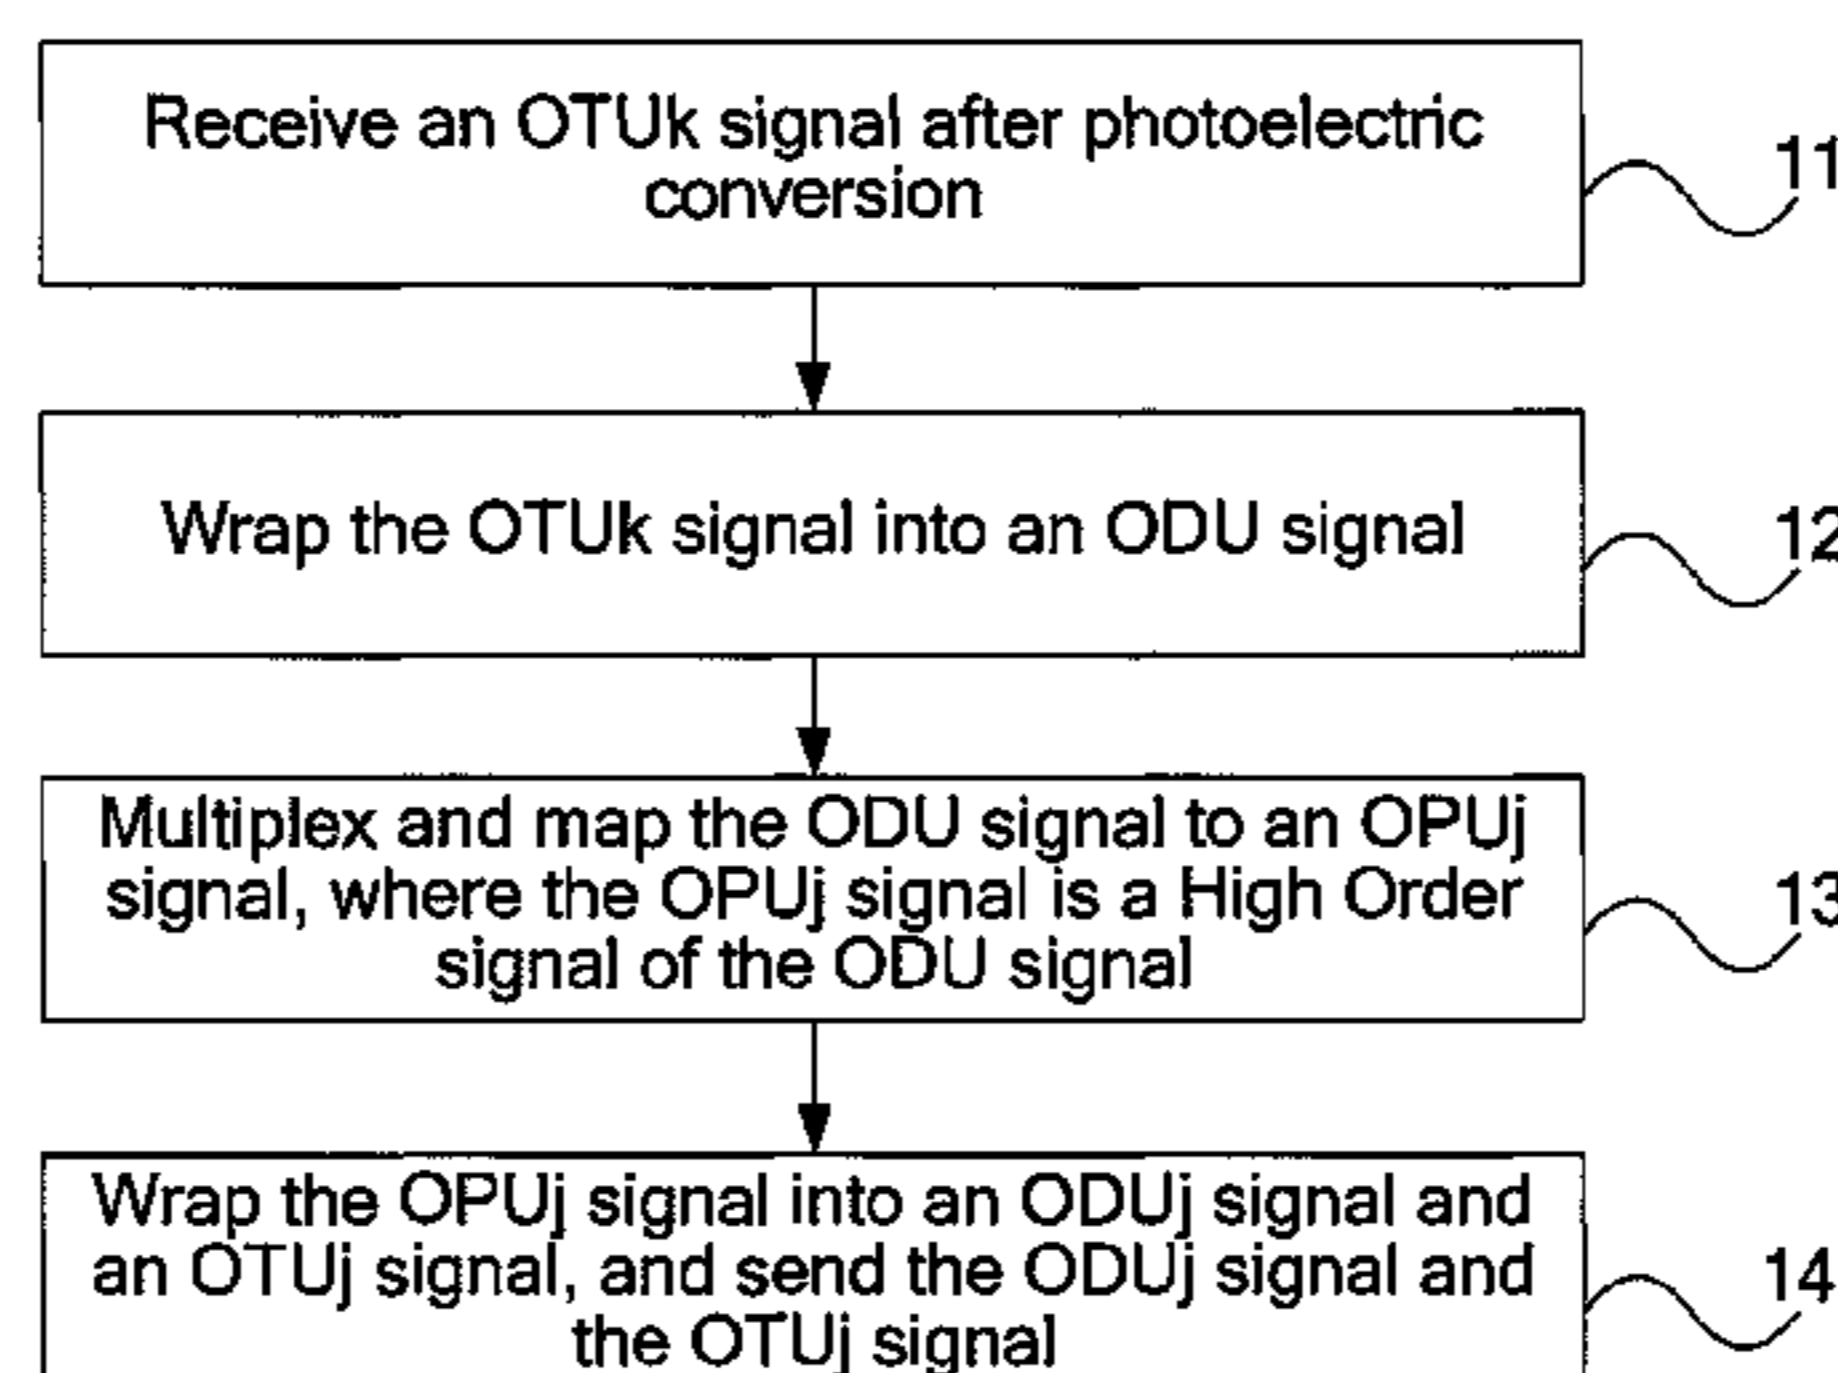 Receive an OTUk signal after photoelectric
conversion
11
Wrap the OTUk signal into an ODU signal
12
Multiplex and map the ODU signal to an OPUj
signal, where the OPUj signal is a High Order
signal of the ODU signal
13
Wrap the OPUj signal into an ODUj signal and
an OTUj signal, and send the ODUj signal and
the OTUj signal
14